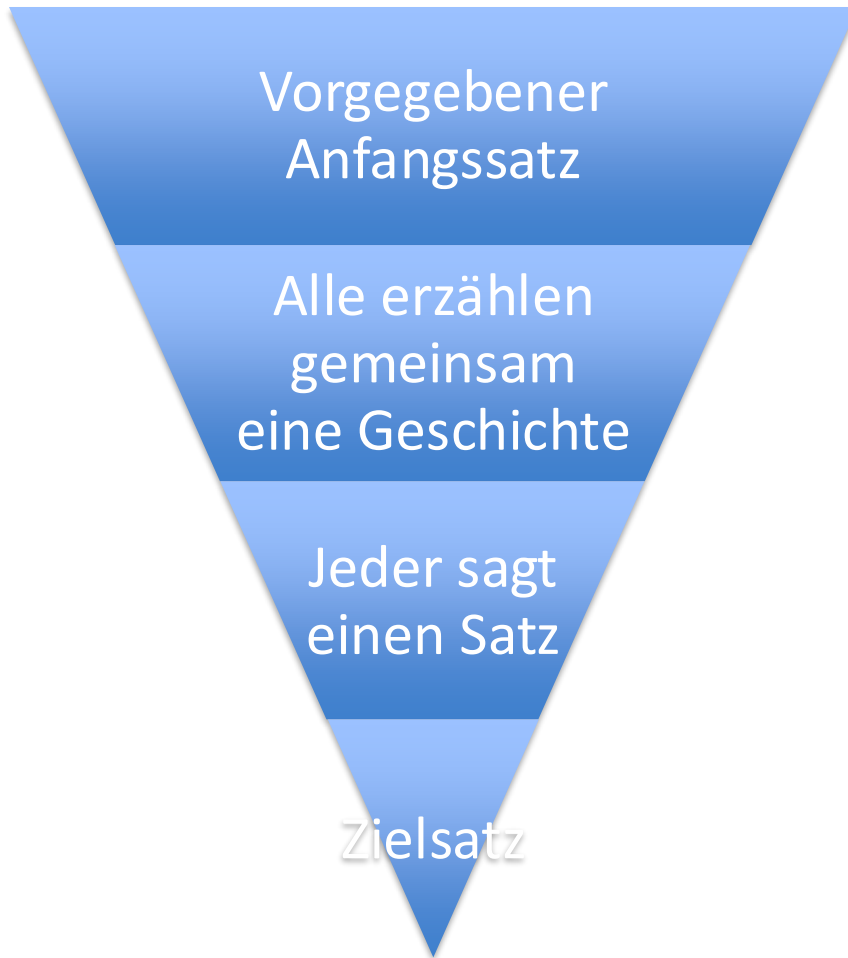 Vorgegebener
Anfangssatz
Alle erzählen
gemeinsam
eine Geschichte
Jeder sagt
einen Satz
Zielsatz